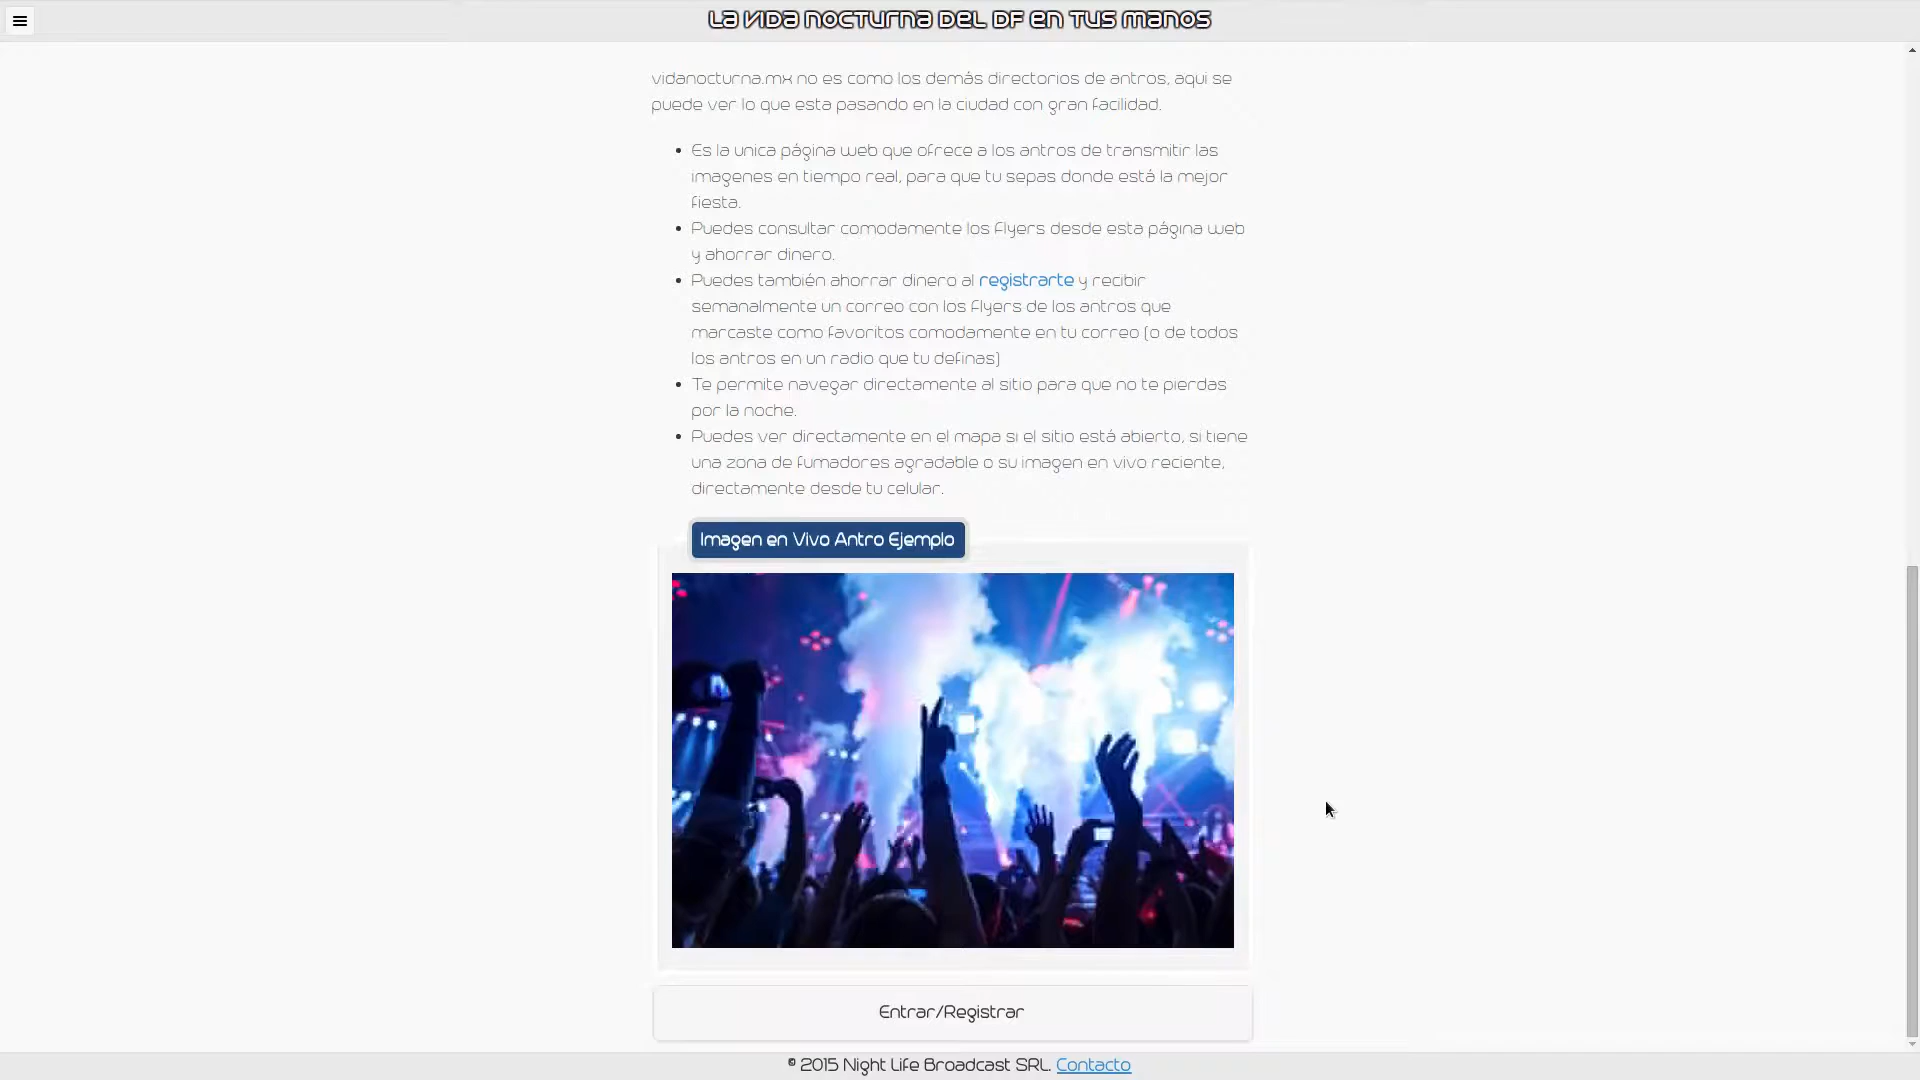 La vida nocturna del DF en tus manos
vidanocturna.mx no es como los demás directorios de antros, aqui se
puede ver lo que esta pasando en la ciudad con gran facilidad.
• Es la unica página web que ofrece a los antros de transmitir las
imagenes en tiempo real, para que tu sepas donde está la mejor
fiesta.
• Puedes consultar comodamente los flyers desde esta página web
y ahorrar dinero.
• Puedes también ahorrar dinero al registrarte y recibir
semanalmente un correo con los flyers de los antros que
marcaste como favoritos comodamente en tu correo (o de todos
los antros en un radio que tu definas)
• Te permite navegar directamente al sitio para que no te pierdas
por la noche.
• Puedes ver directamente en el mapa si el sitio está abierto, si tiene
una zona de fumadores agradable o su imagen en vivo reciente,
directamente desde tu celular.
Imagen en Vivo Antro Ejemplo
Entrar/Registrar
© 2015 Night Life Broadcast SRL. Contacto